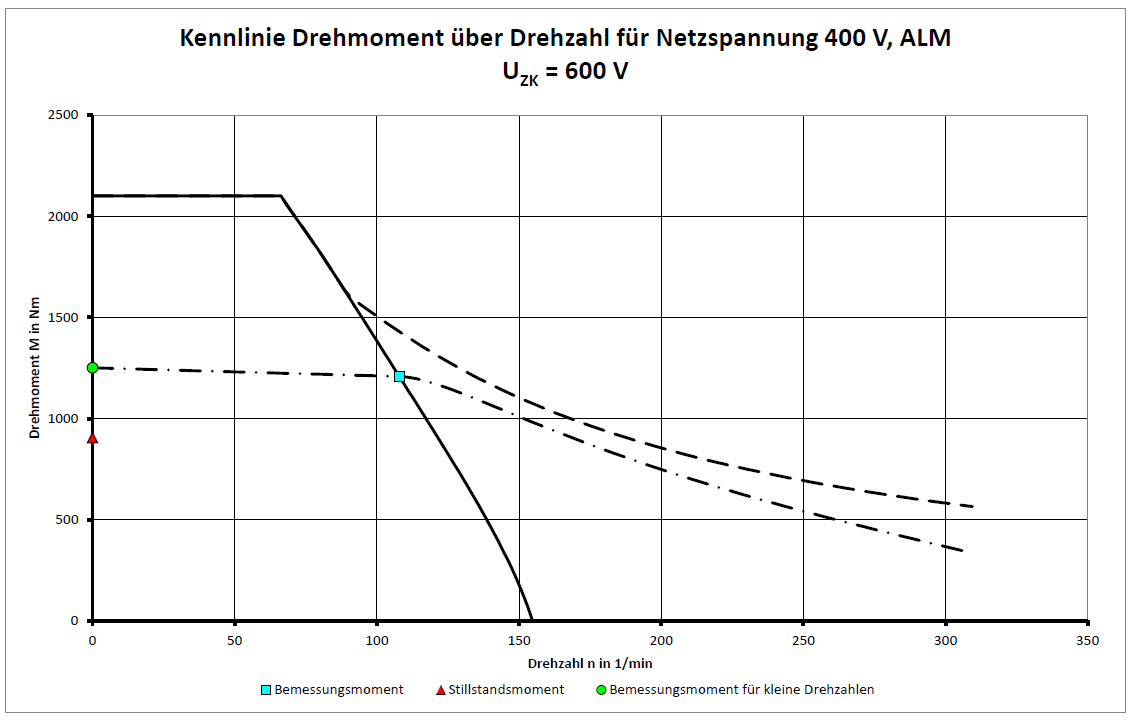 Kennlinie Drehmoment über Drehzahl für Netzspannung 400 V, ALM
UZK = 600 V
2500
2000
1500
1000
500
0
Drehmoment M in Nm
0 50 100 150 200 250 300 350
Drehzahl n in 1/min
Bemessungsmoment Stillstandsmoment Bemessungsmoment für kleine Drehzahlen